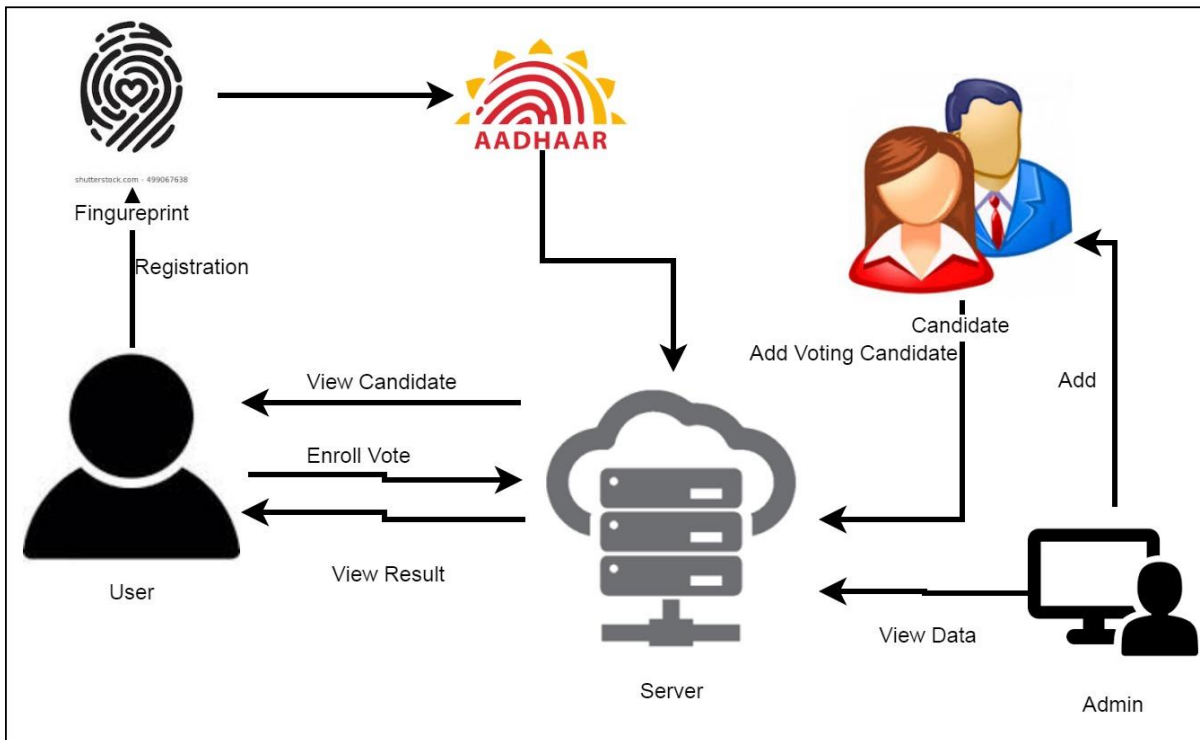 AADHAAR
shutterstock.com - 499067638
Fingureprint
Registration
Candidate
Add Voting Candidate
View Candidate
Add
Enroll Vote
View Result
User
View Data
Server
Admin